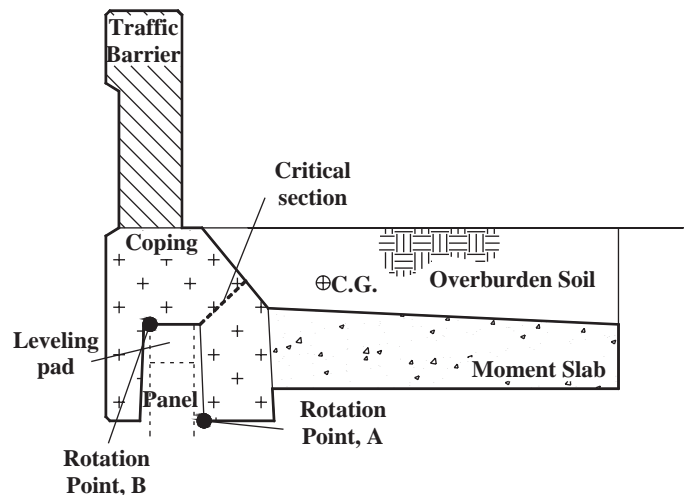 Traffic
Barrier
Critical
section
Coping
C.G.
Overburden Soil
Leveling
pad
Moment Slab
Panel
Rotation
Point, A
Rotation
Point, B